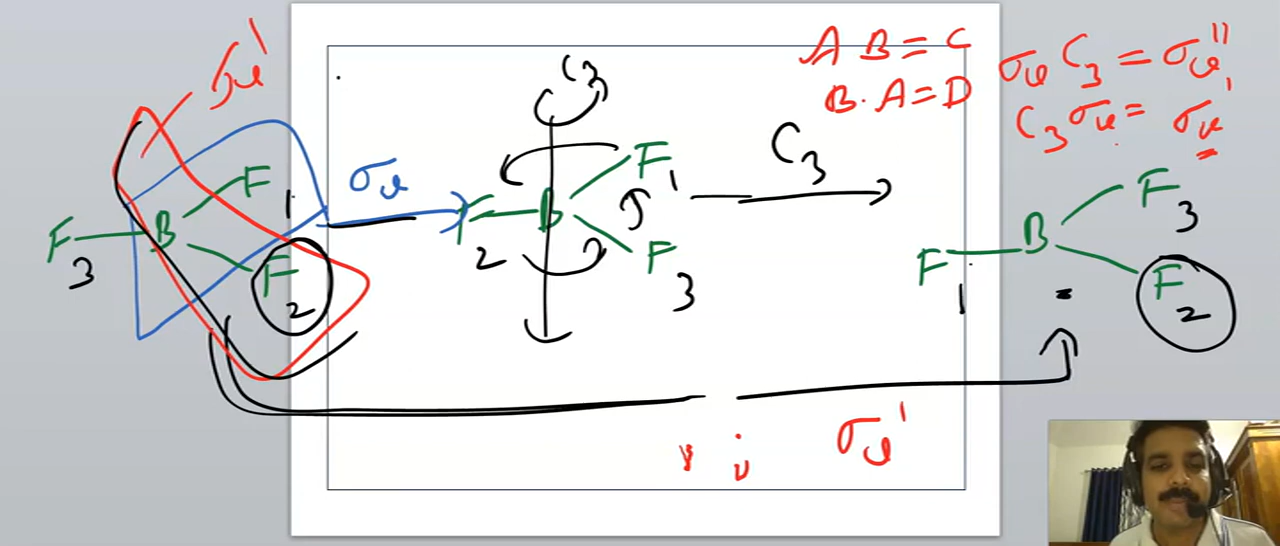 A B = C
B . A = D
σv C3 = σv''
C3 σv = σv'
σv'
C3
σv
C3
F 3
B
F 1
F 2
F 2
B
F 1
F 3
F 1
B
F 3
F 2
σv'